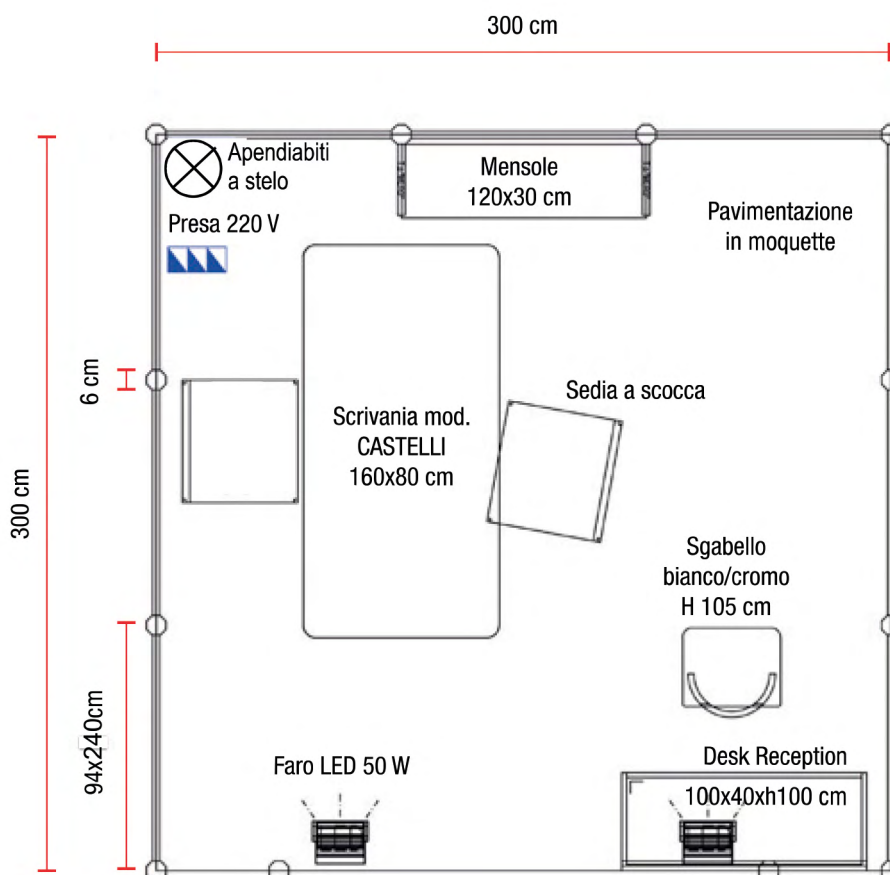 300 cm
Apendiabiti
a stelo
Mensole
120x30 cm
Pavimentazione
in moquette
Presa 220 V
6 cm
Sedia a scocca
Scrivania mod.
CASTELLI
160x80 cm
300 cm
Sgabello
bianco/cromo
H 105 cm
94x240cm
Faro LED 50 W
Desk Reception
100x40xh100 cm